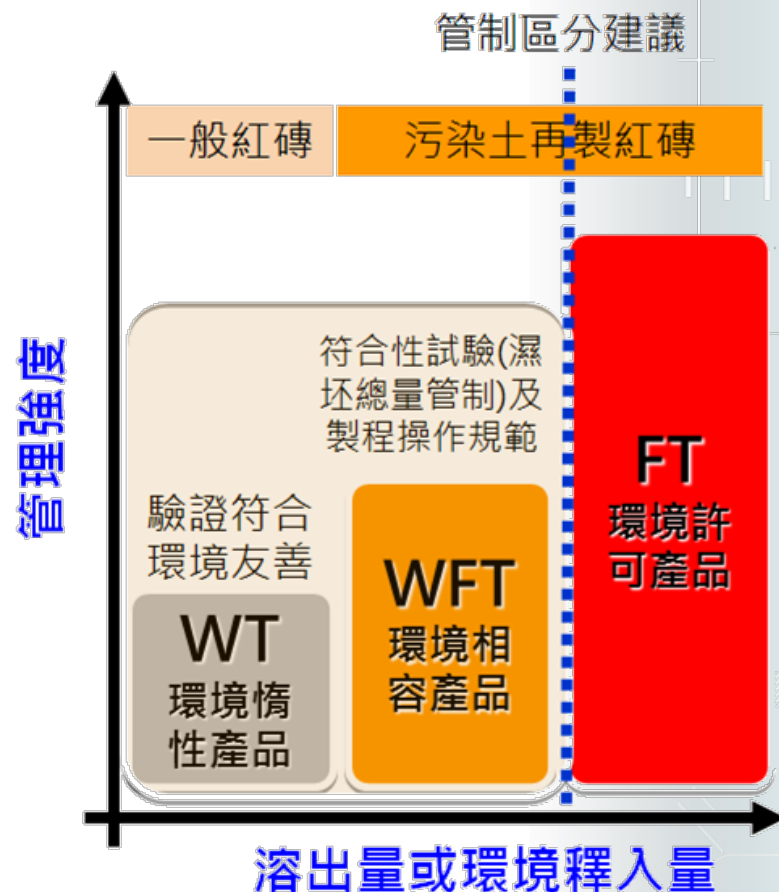 管制區分建議
一般紅磚
污染土再製紅磚
符合性試驗(濕
坯總量管制)及
製程操作規範
驗證符合
環境友善
WT
環境惰
性產品
WFT
環境相
容產品
FT
環境許
可產品
管理強度
溶出量或環境釋入量